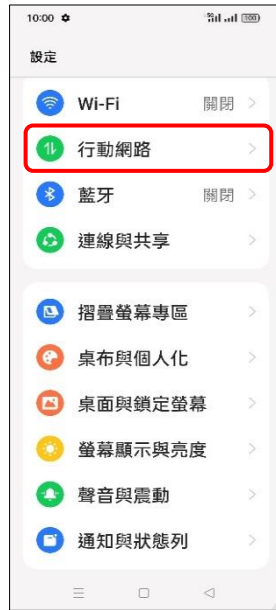 10:00
5G 100
設定
Wi-Fi 關閉
行動網路
藍牙 關閉
連線與共享
摺疊螢幕專區
桌布與個人化
桌面與鎖定螢幕
螢幕顯示與亮度
聲音與震動
通知與狀態列